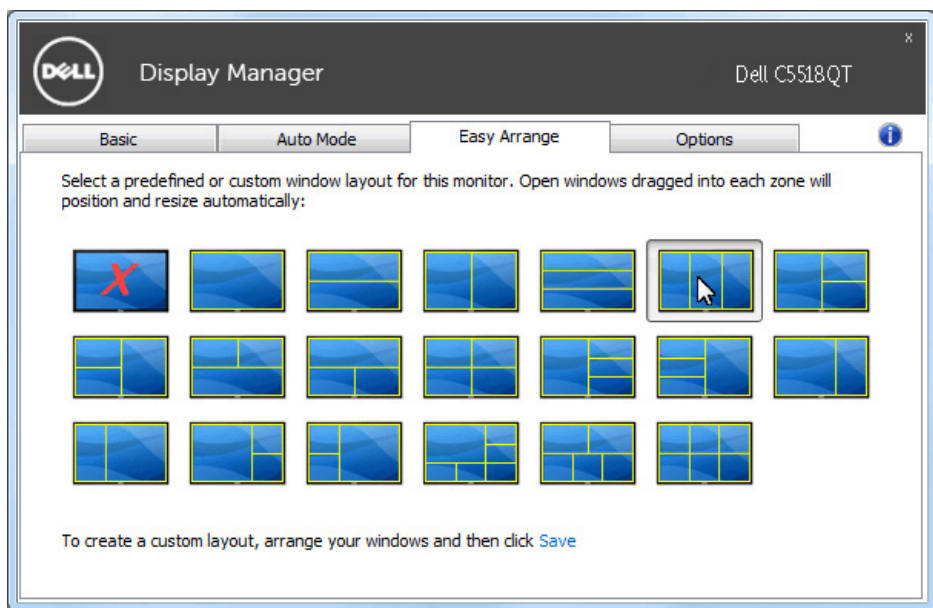 x
DELL
Display Manager
Dell C5518QT
Basic
Auto Mode
Easy Arrange
Options
i
Select a predefined or custom window layout for this monitor. Open windows dragged into each zone will
position and resize automatically:
X
To create a custom layout, arrange your windows and then click Save